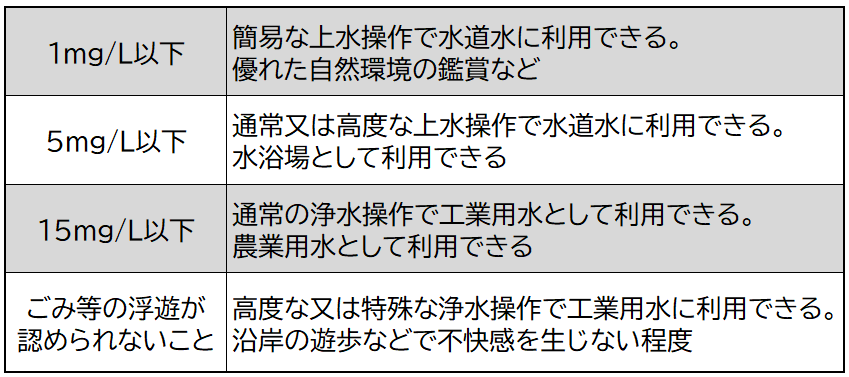 1mg/L以下
簡易な上水操作で水道水に利用できる。
優れた自然環境の鑑賞など
5mg/L以下
通常又は高度な上水操作で水道水に利用できる。
水浴場として利用できる
15mg/L以下
通常の浄水操作で工業用水として利用できる。
農業用水として利用できる
ごみ等の浮遊が
認められないこと
高度な又は特殊な浄水操作で工業用水に利用できる。
沿岸の遊歩などで不快感を生じない程度